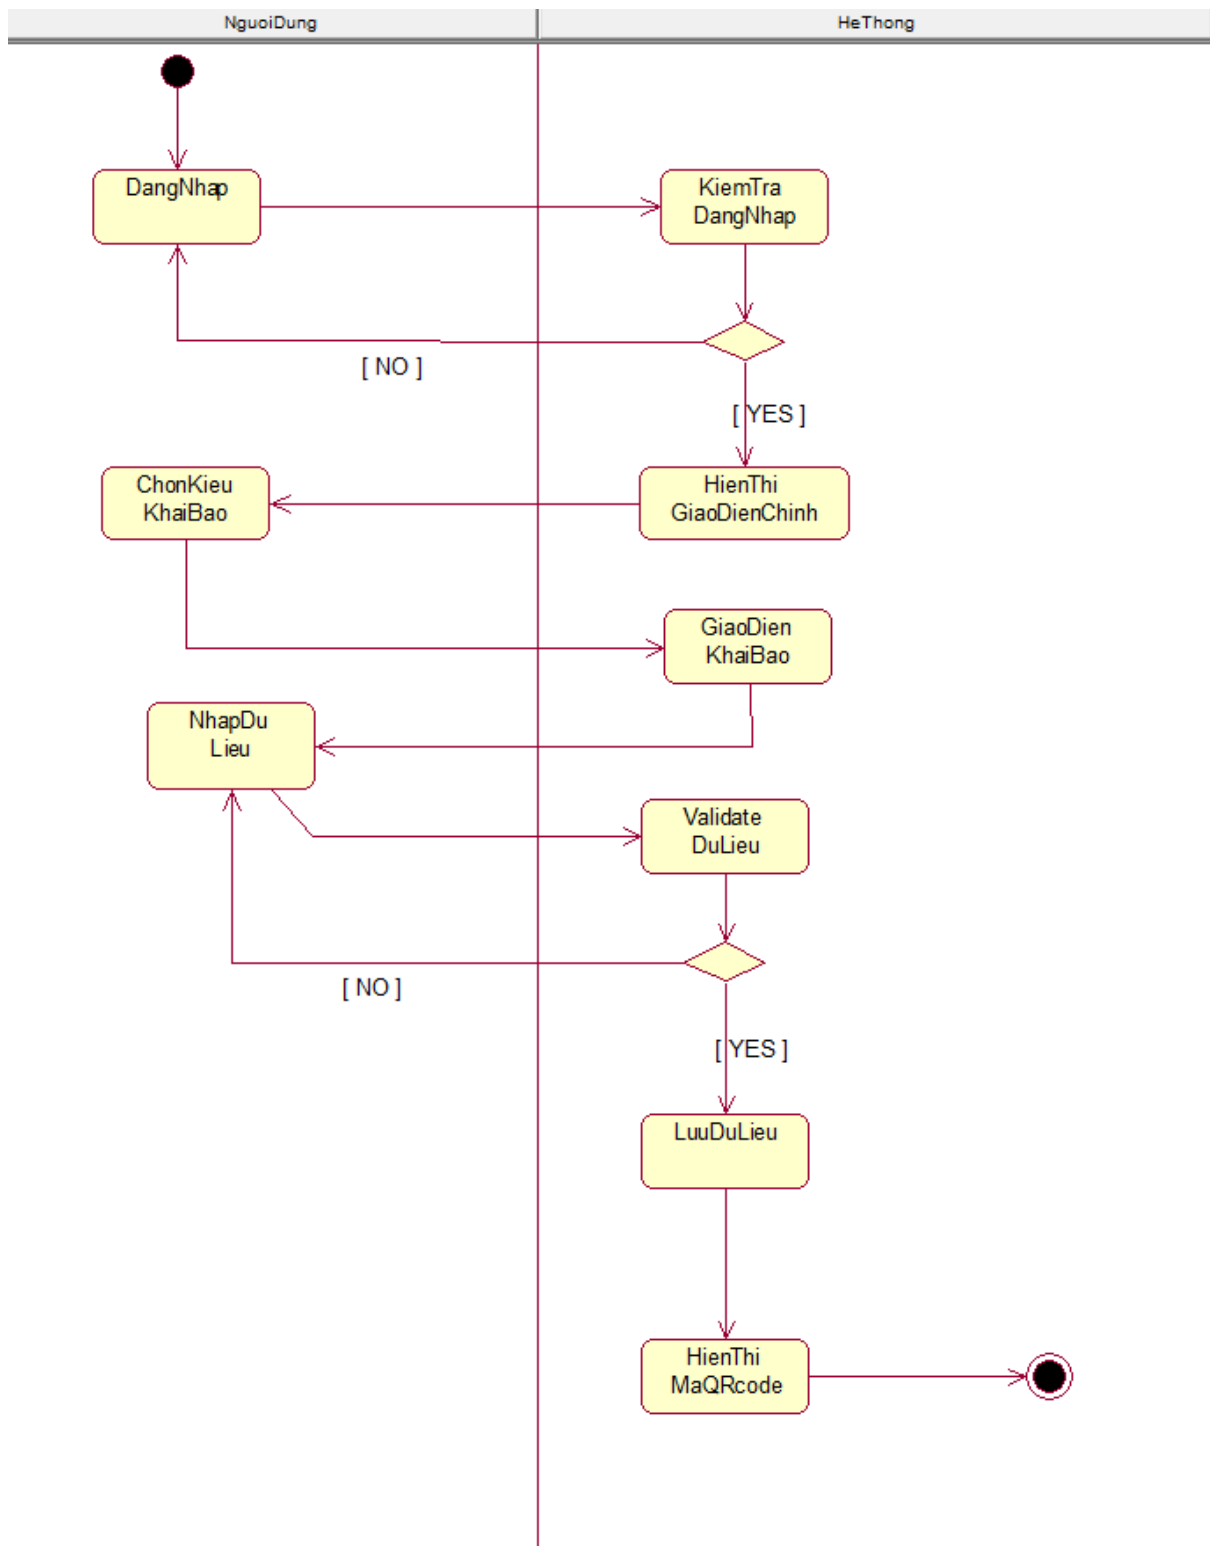 NguoiDung
HeThong
DangNhap
KiemTra
DangNhap
[ NO ]
[ YES ]
ChonKieu
KhaiBao
HienThi
GiaoDienChinh
GiaoDien
KhaiBao
NhapDu
Lieu
Validate
DuLieu
[ NO ]
[ YES ]
LuuDuLieu
HienThi
MaQRcode